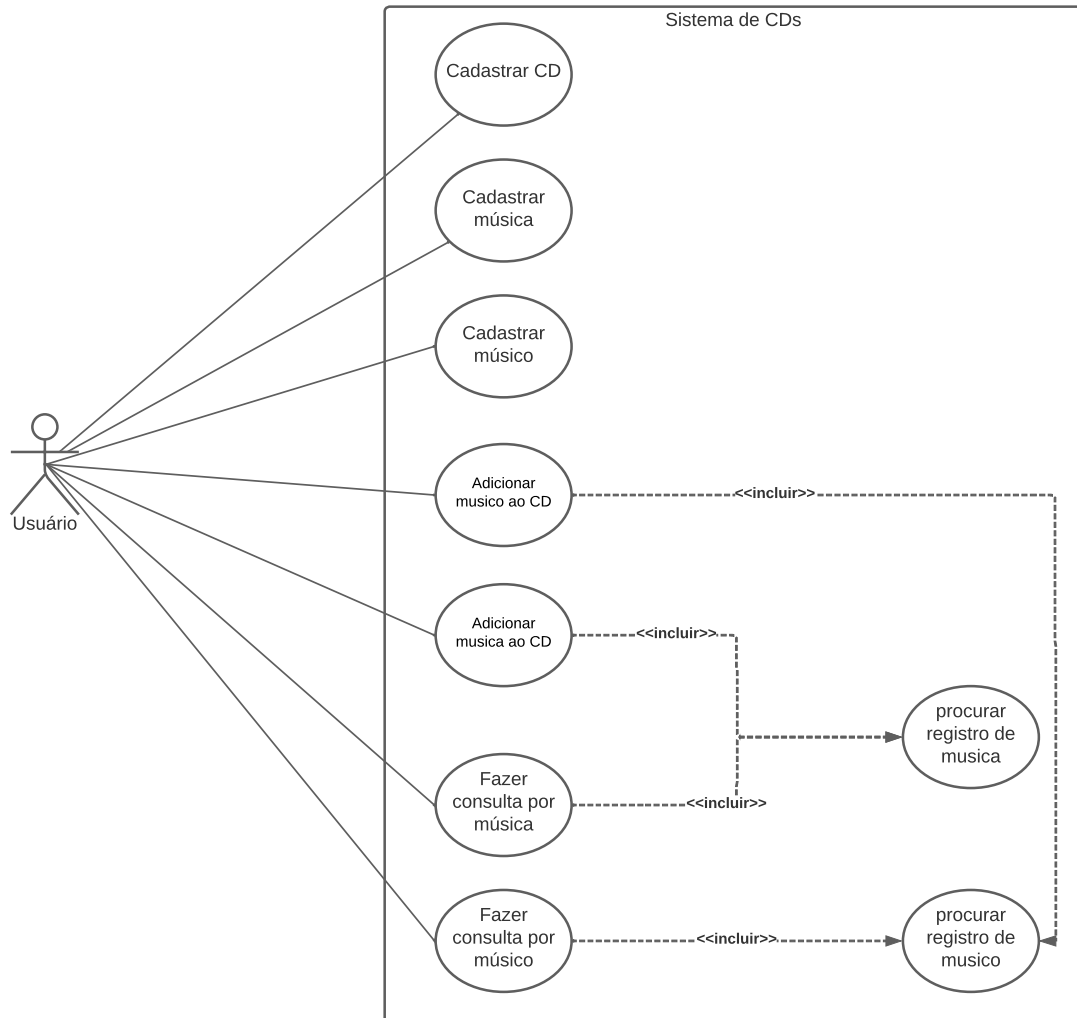 Sistema de CDs
Cadastrar CD
Cadastrar
música
Cadastrar
músico
Usuário
Adicionar
musico ao CD
<<incluir>>
Adicionar
musica ao CD
<<incluir>>
procurar
registro de
musica
Fazer
consulta por
música
<<incluir>>
Fazer
consulta por
músico
<<incluir>>
procurar
registro de
musico